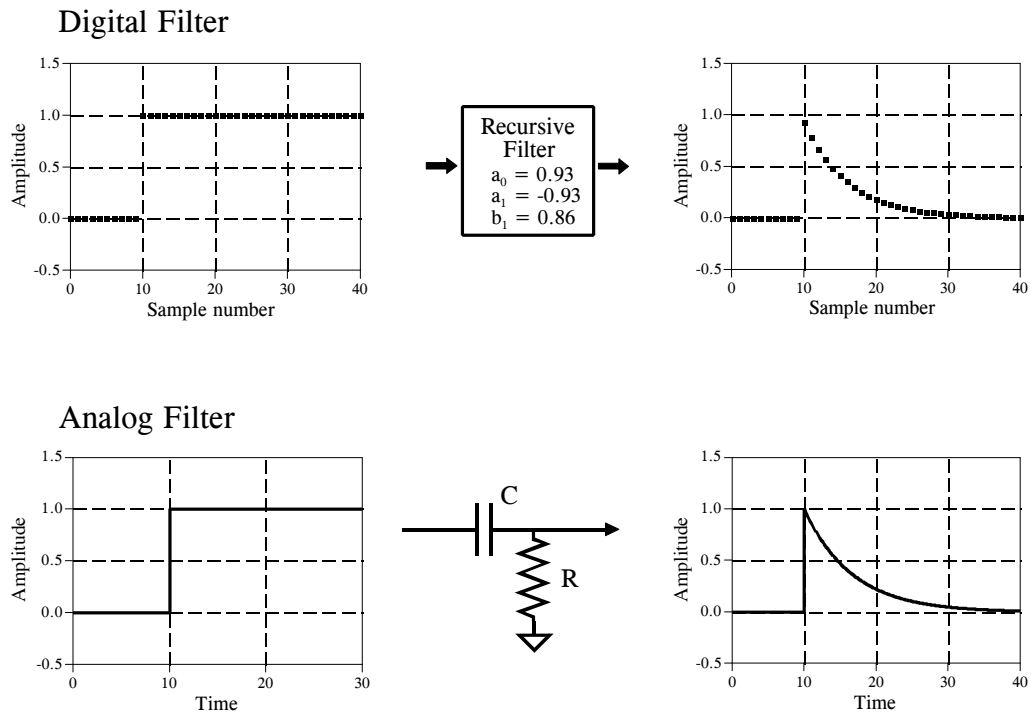 Digital Filter
Amplitude
1.5
1.0
0.5
0.0
-0.5
0 10 20 30 40
Sample number
Recursive
Filter
a0 = 0.93
a1 = -0.93
b1 = 0.86
Amplitude
1.5
1.0
0.5
0.0
-0.5
0 10 20 30 40
Sample number
Analog Filter
Amplitude
1.5
1.0
0.5
0.0
-0.5
0 10 20 30
Time
C
R
Amplitude
1.5
1.0
0.5
0.0
-0.5
0 10 20 30 40
Time